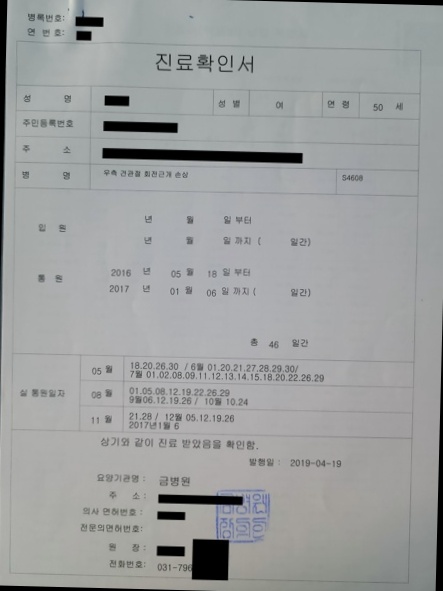 병록번호:
연 번 호:
진료확인서
성 명 성 별 여 연 령 50 세
주민등록번호
주 소
병 명 우측 견관절 회전근개 손상 S4608
입 원 년 월 일 부터
년 월 일 까지 ( 일간)
통 원 2016 년 05 월 18 일 부터
2017 년 01 월 06 일 까지 ( 일간)
총 46 일간
실 통원일자
05 월 18.20.26.30 / 6월 01.20.21.27.28.29.30/
7월 01.02.08.09.11.12.13.14.15.18.20.22.26.29
08 월 01.05.08.12.19.22.26.29
9월06.12.19.26 / 10월 10.24
11 월 21.28 / 12월 05.12.19.26
2017년1월 6
상기와 같이 진료 받았음을 확인함.
발행일 : 2019-04-19
요양기관명 : 금병원
주 소 :
의사 면허번호 :
전문의면허번호:
원 장 :
전화번호: 031-796